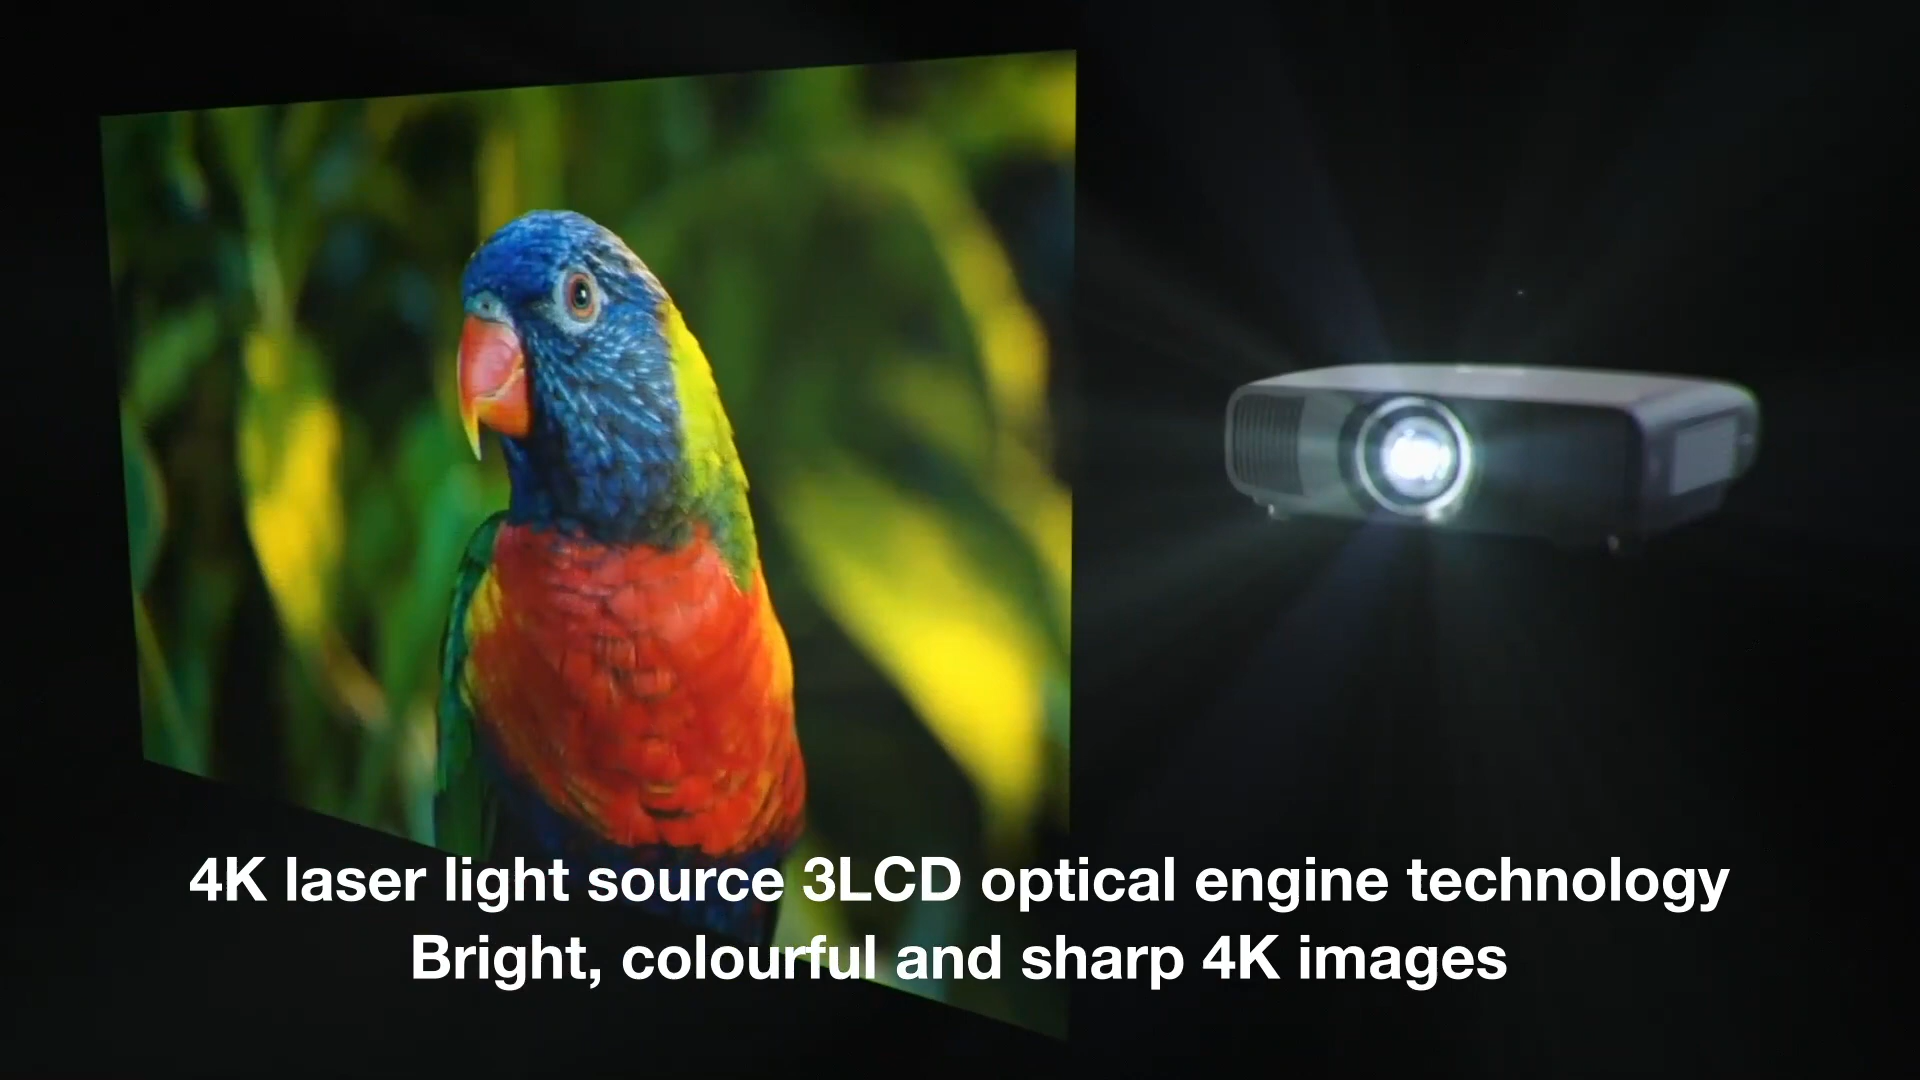 4K laser light source 3LCD optical engine technology
Bright, colourful and sharp 4K images